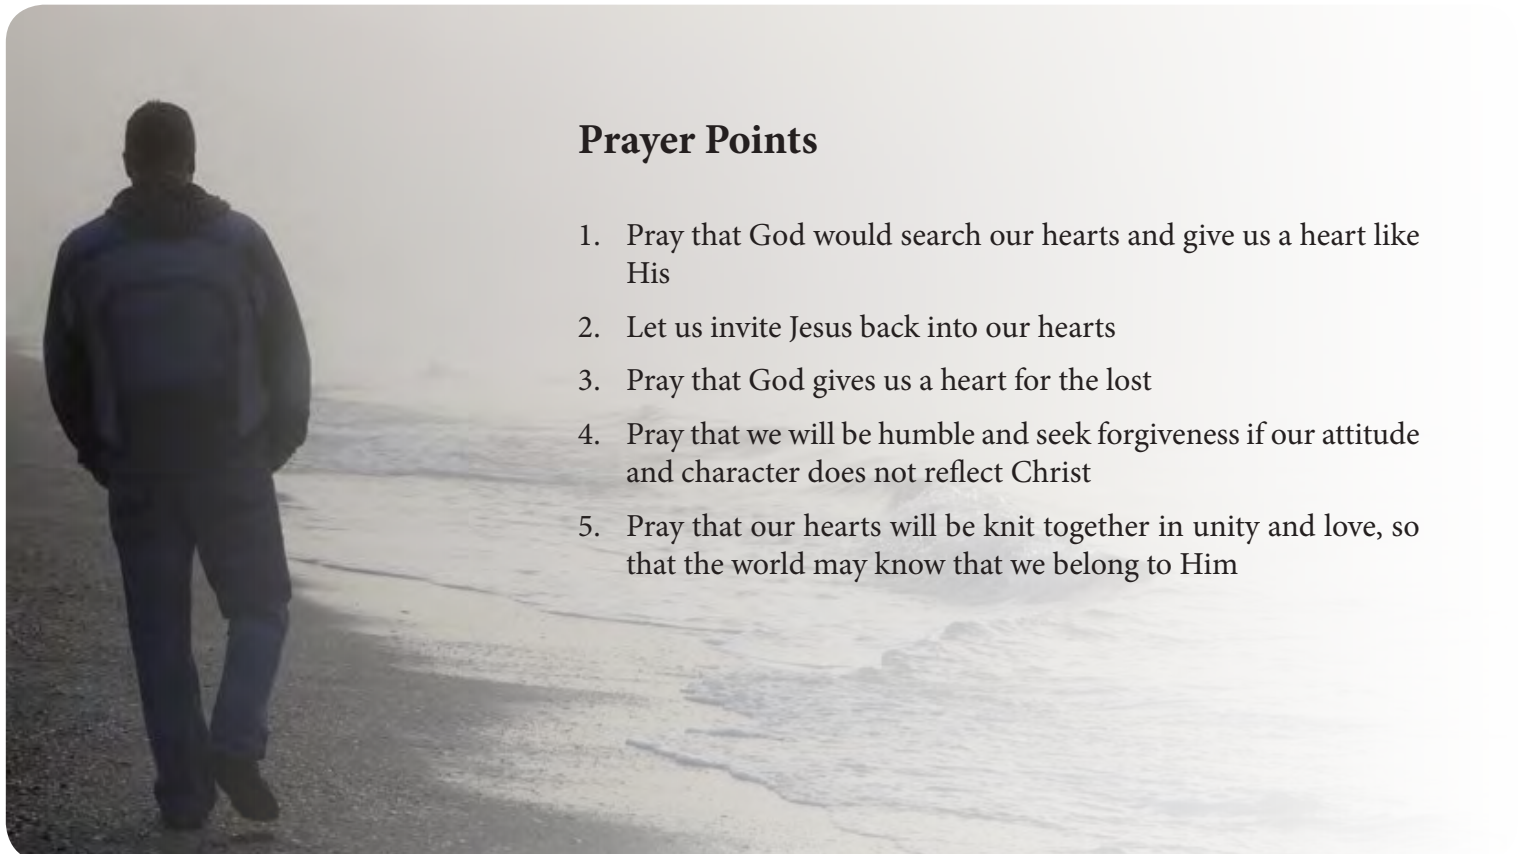 Prayer Points
1. Pray that God would search our hearts and give us a heart like
His
2. Let us invite Jesus back into our hearts
3. Pray that God gives us a heart for the lost
4. Pray that we will be humble and seek forgiveness if our attitude
and character does not reflect Christ
5. Pray that our hearts will be knit together in unity and love, so
that the world may know that we belong to Him